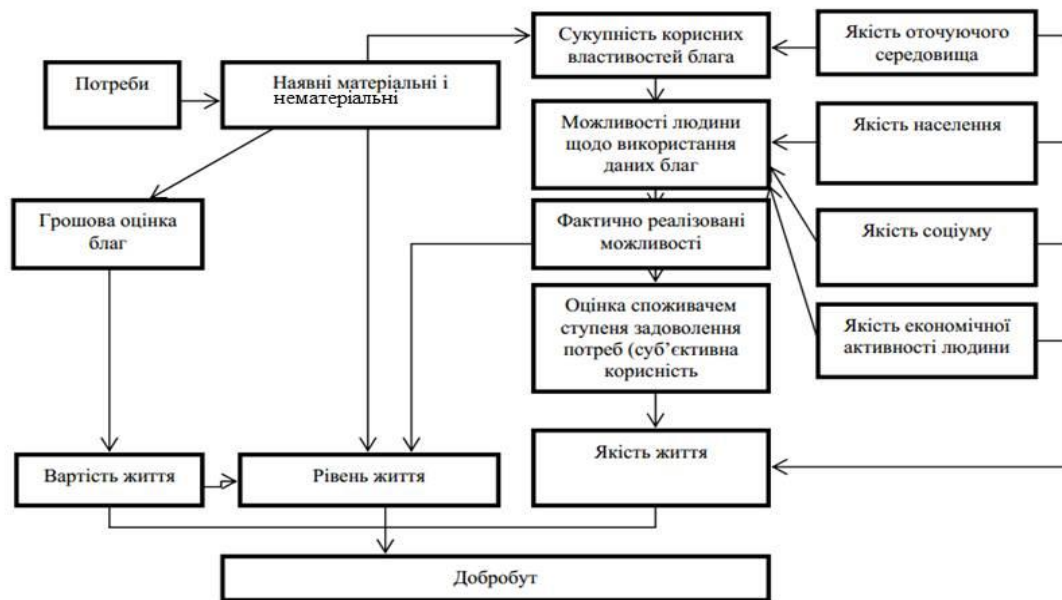 Потреби
Наявні матеріальні і
нематеріальні
Сукупність корисних
властивостей блага
Якість оточуючого
середовища
Можливості людини
щодо використання
даних благ
Якість населення
Грошова оцінка
благ
Фактично реалізовані
можливості
Якість соціуму
Оцінка споживачем
ступеня задоволення
потреб (суб’єктивна
корисність
Якість економічної
активності людини
Вартість життя
Рівень життя
Якість життя
Добробут